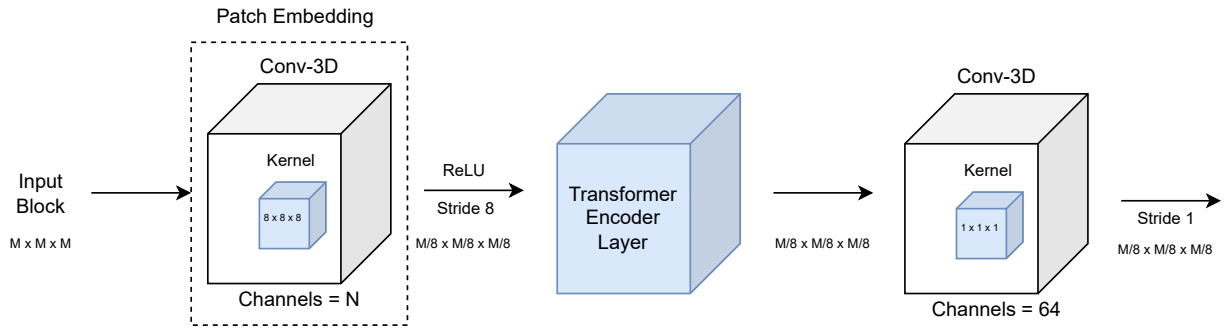 Patch Embedding
Conv-3D
Kernel
8 x 8 x 8
Channels = N
Input
Block
M x M x M
ReLU
Stride 8
M/8 x M/8 x M/8
Transformer
Encoder
Layer
M/8 x M/8 x M/8
Conv-3D
Kernel
1 x 1 x 1
Channels = 64
Stride 1
M/8 x M/8 x M/8